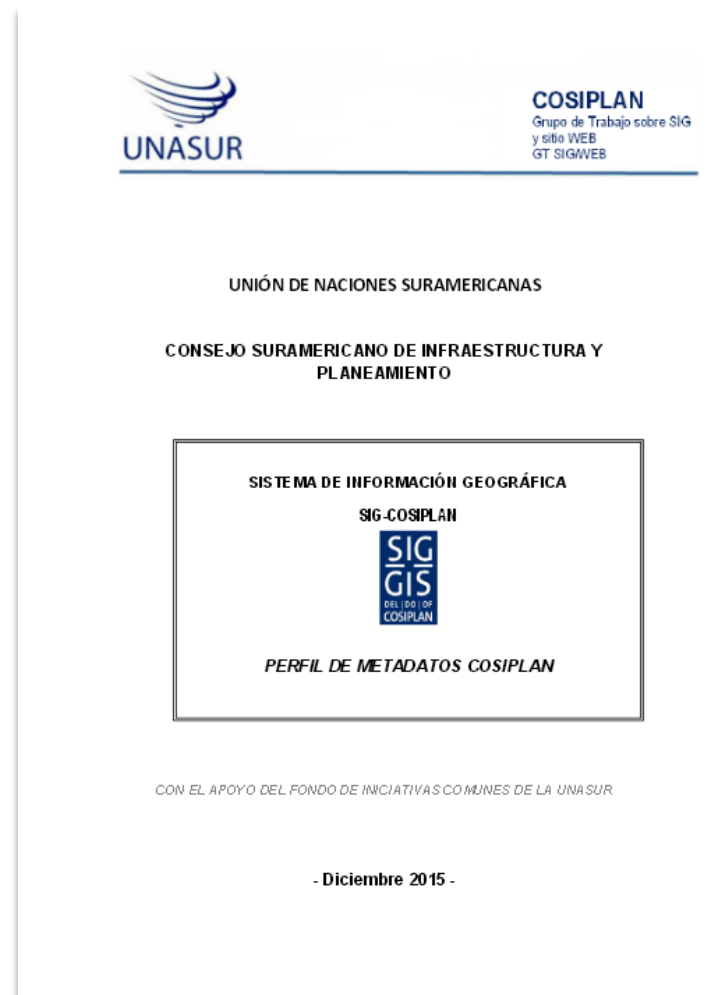 UNASUR
COSIPLAN
Grupo de Trabajo sobre SIG
y sitio WEB
GT SIG/WEB
UNIÓN DE NACIONES SURAMERICANAS
CONSEJO SURAMERICANO DE INFRAESTRUCTURA Y
PLANEAMIENTO
SISTEMA DE INFORMACIÓN GEOGRÁFICA
SIG-COSIPLAN
SIG
GIS
DEL | DO | OF
COSIPLAN
PERFIL DE METADATOS COSIPLAN
CON EL APOYO DEL FONDO DE INICIATIVAS COMUNES DE LA UNASUR
- Diciembre 2015 -